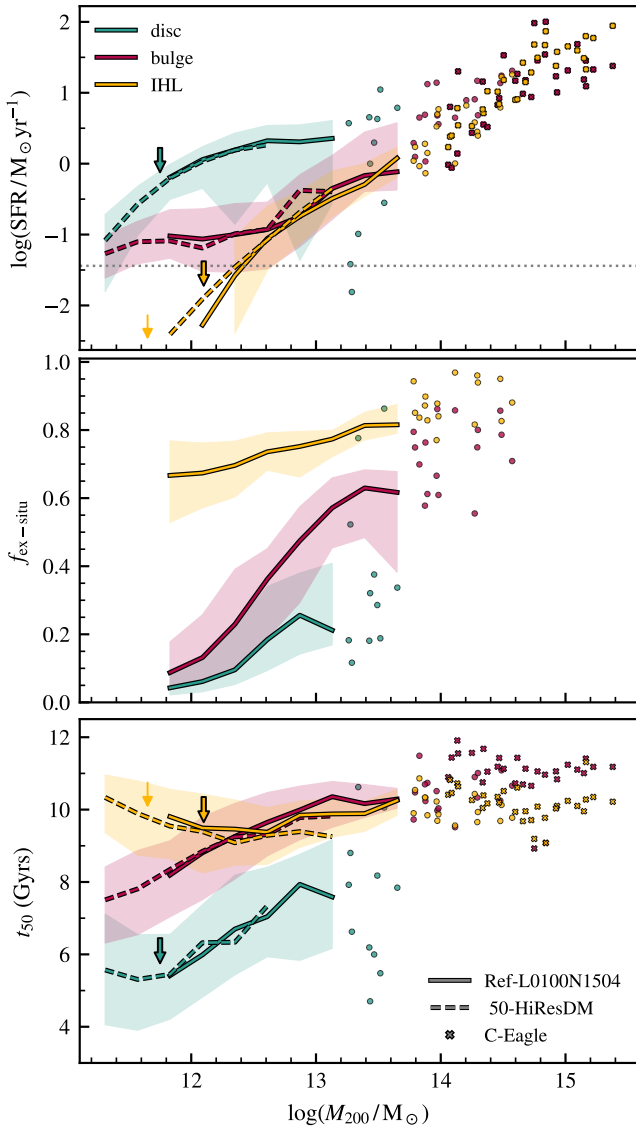 disc
bulge
IHL
log(SFR/M⊙yr⁻¹)
2
1
0
−1
−2
f_ex−situ
1.0
0.8
0.6
0.4
0.2
0.0
t₅₀ (Gyrs)
12
10
8
6
4
Ref-L0100N1504
50-HiResDM
C-Eagle
12
13
14
15
log(M₂₀₀/M⊙)